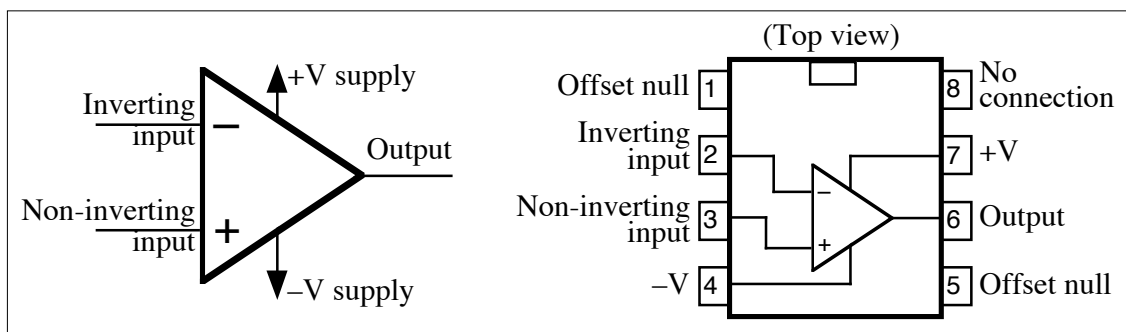 +V supply
Inverting
input
−
Output
Non-inverting
input
+
–V supply
(Top view)
Offset null
1
8
No
connection
Inverting
input
2
7
+V
−
Non-inverting
input
3
6
Output
+
–V
4
5
Offset null